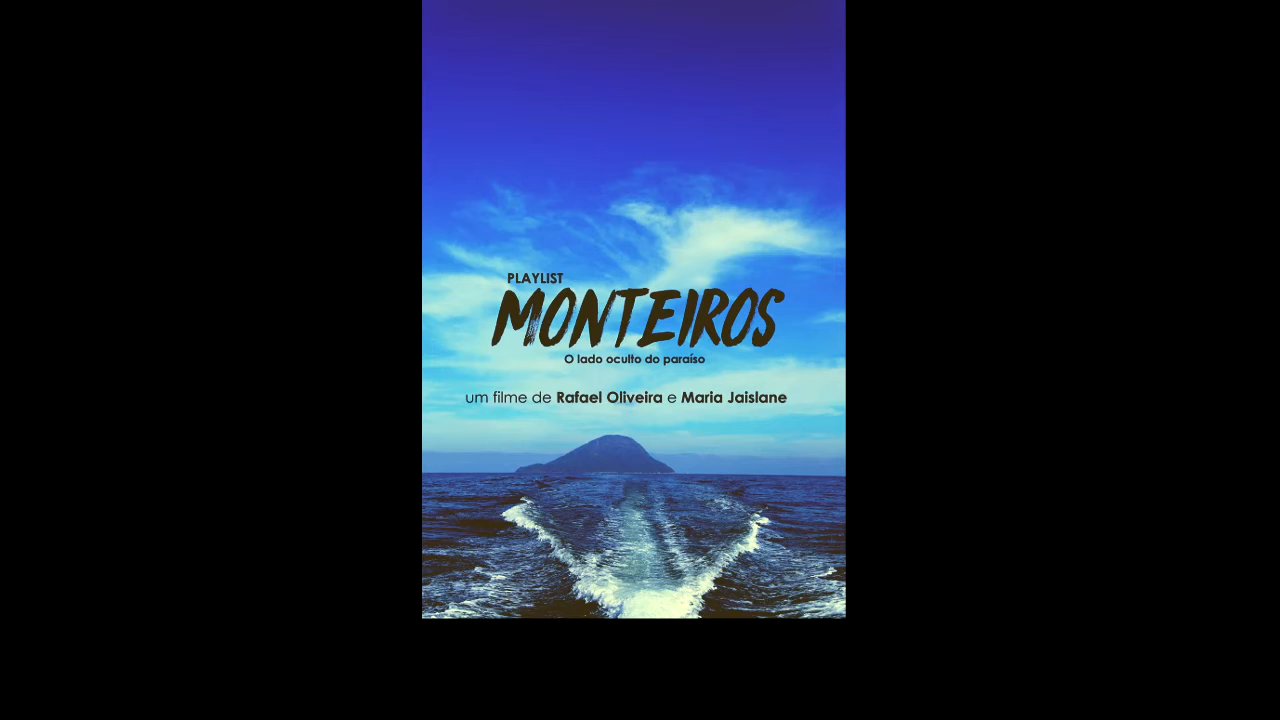 PLAYLIST
MONTEIROS
O lado oculto do paraíso
um filme de Rafael Oliveira e Maria Jaislane